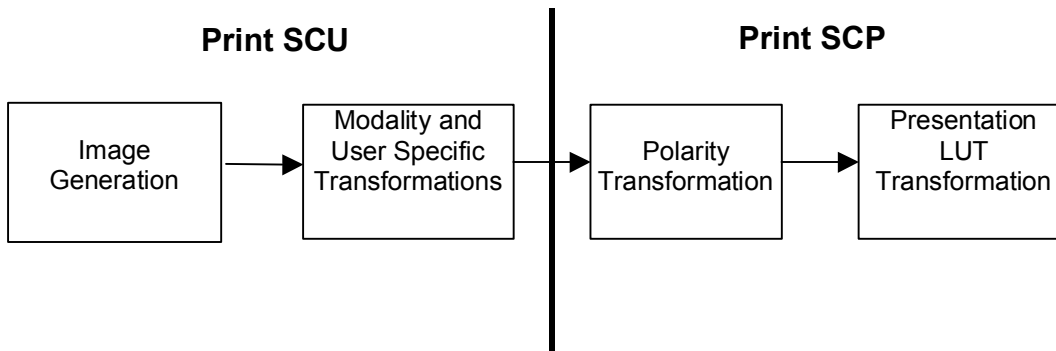 Print SCU
Print SCP
Image
Generation
Modality and
User Specific
Transformations
Polarity
Transformation
Presentation
LUT
Transformation